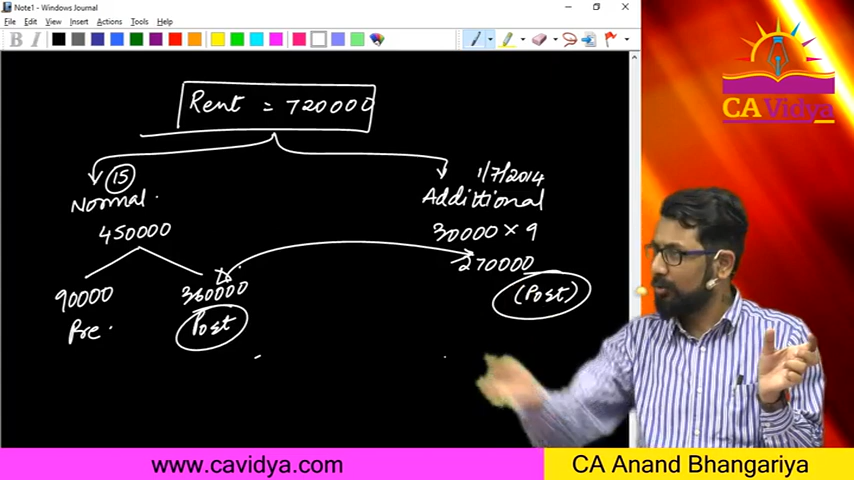 Note1 - Windows Journal
File Edit View Insert Actions Tools Help
B I
Rent = 720000
15
Normal
450000
90000
Pre
360000
Post
1/7/2014
Additional
30000 × 9
270000
(Post)
CA Vidya
www.cavidya.com
CA Anand Bhangariya